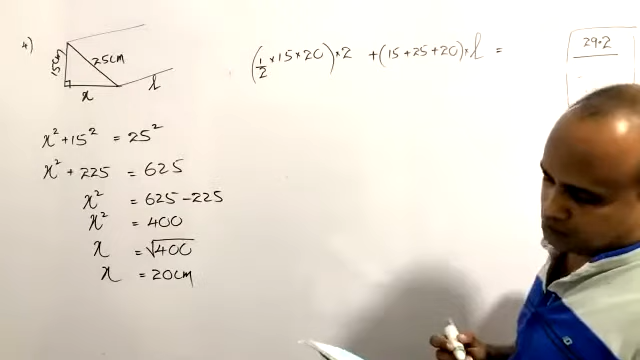 4)
15cm
25cm
x
l
x² + 15² = 25²
x² + 225 = 625
x² = 625 - 225
x² = 400
x = √400
x = 20cm
(1/2 × 15 × 20) × 2 + (15 + 25 + 20) × l =
29.2